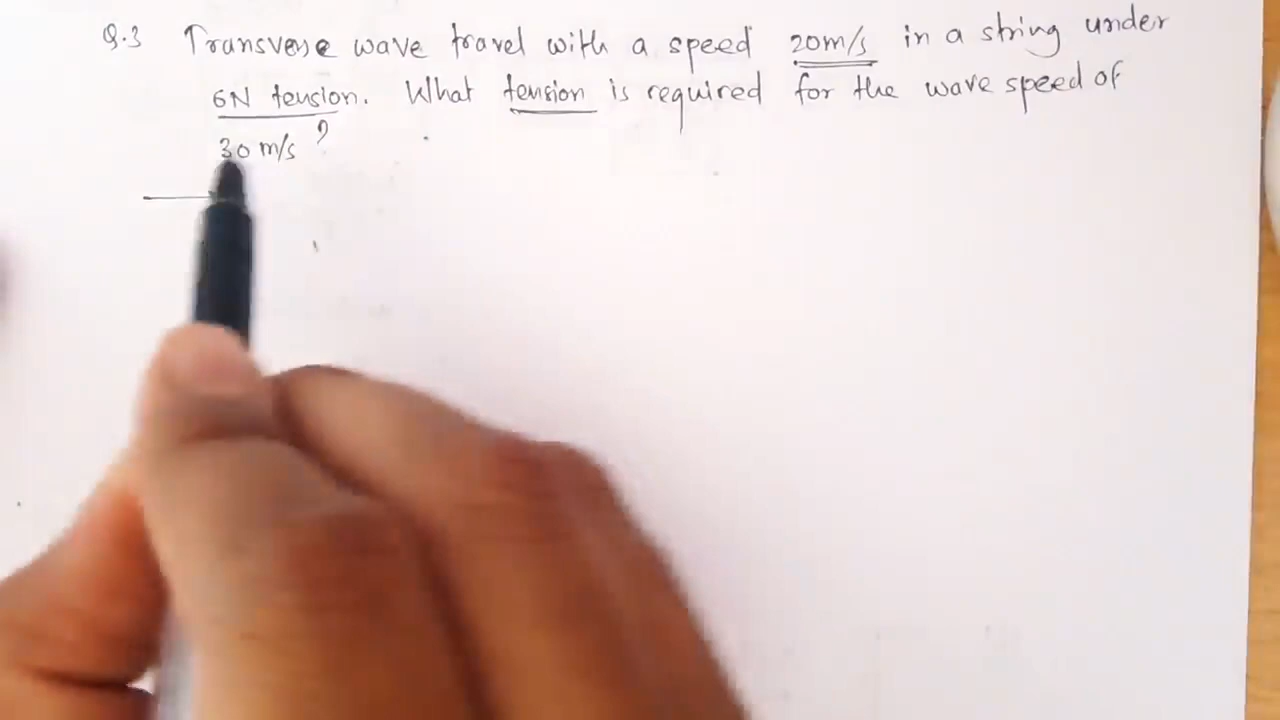 Q.3 Transverse wave travel with a speed 20m/s in a string under
6N tension. What tension is required for the wave speed of
30 m/s ?